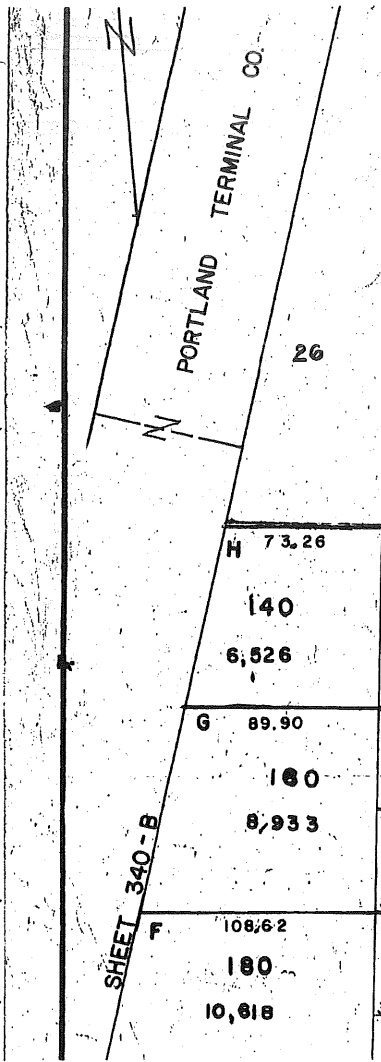 N
PORTLAND TERMINAL CO.
26
H 73.26
140
6,526
G 89.90
160
8,933
SHEET 340-B
F 108.62
180
10,618